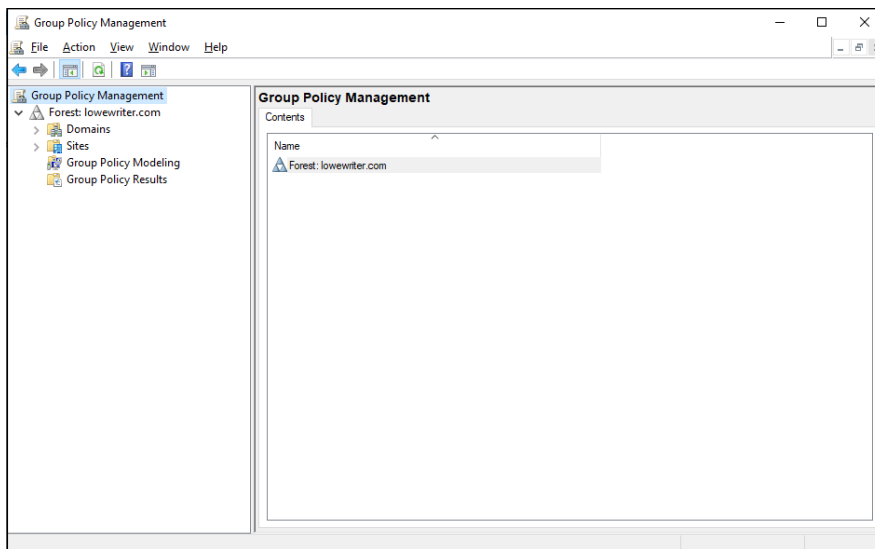 Group Policy Management
File Action View Window Help
Group Policy Management
Forest: lowewriter.com
Domains
Sites
Group Policy Modeling
Group Policy Results
Group Policy Management
Contents
Name
Forest: lowewriter.com